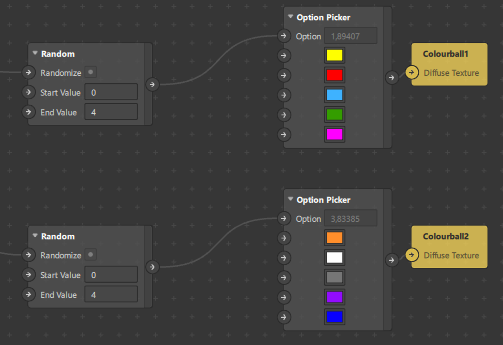 Option Picker
Random
Option 1,89407
Colourball1
Randomize
Diffuse Texture
Start Value 0
End Value 4
Option Picker
Random
Option 3,83385
Colourball2
Randomize
Diffuse Texture
Start Value 0
End Value 4